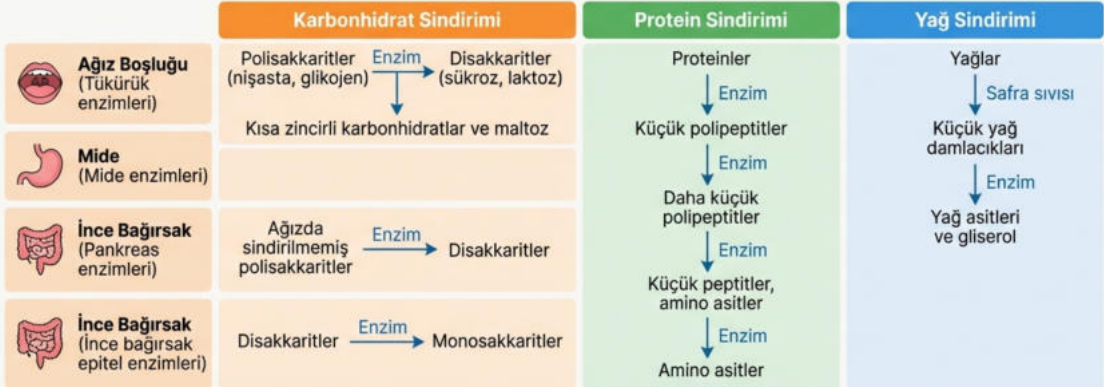 Karbonhidrat Sindirimi
Protein Sindirimi
Yağ Sindirimi
Ağız Boşluğu
(Tükürük
enzimleri)
Polisakkaritler
(nişasta, glikojen)
Enzim
Disakkaritler
(sükroz, laktoz)
Kısa zincirli karbonhidratlar ve maltoz
Mide
(Mide enzimleri)
İnce Bağırsak
(Pankreas
enzimleri)
Ağızda
sindirilmemiş
polisakkaritler
Enzim
Disakkaritler
İnce Bağırsak
(İnce bağırsak
epitel enzimleri)
Disakkaritler
Enzim
Monosakkaritler
Proteinler
Enzim
Küçük polipeptitler
Enzim
Daha küçük
polipeptitler
Enzim
Küçük peptitler,
amino asitler
Enzim
Amino asitler
Yağlar
Safra sıvısı
Küçük yağ
damlacıkları
Enzim
Yağ asitleri
ve gliserol